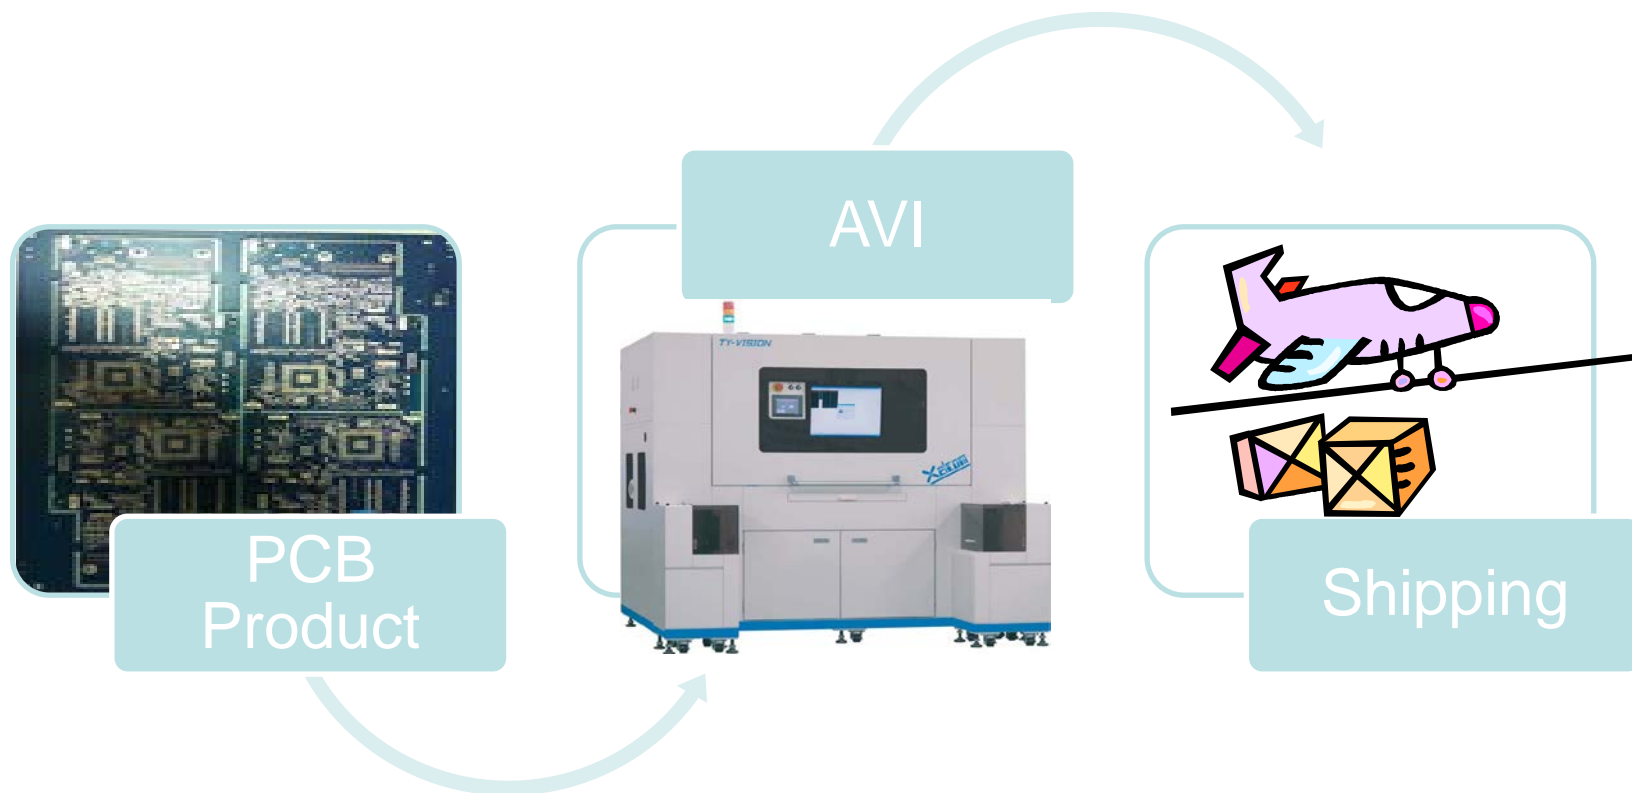 PCB
Product
AVI
TY-VISION
Shipping